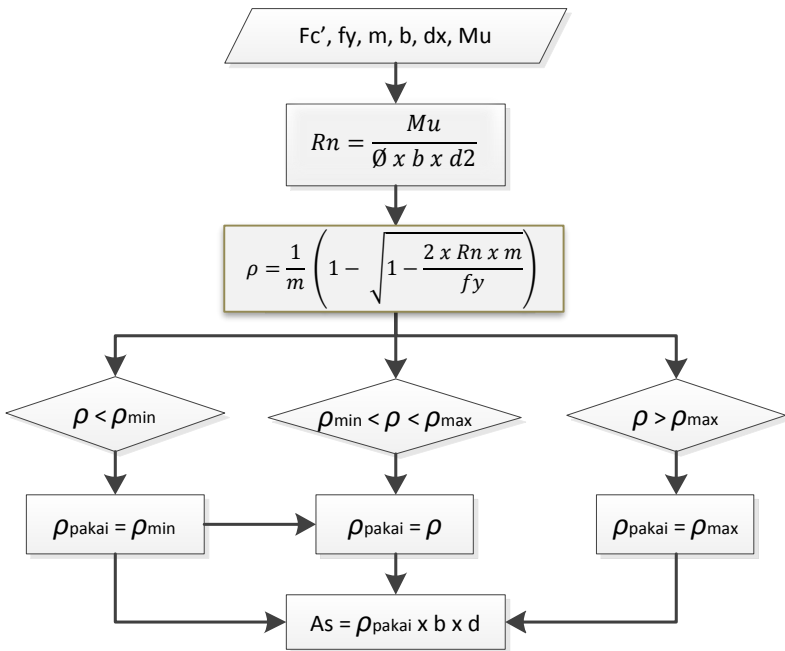 Fc’, fy, m, b, dx, Mu
Rn = Mu / Ø x b x d2
ρ = 1/m (1 − √(1 − 2 x Rn x m / fy))
ρ < ρmin
ρmin < ρ < ρmax
ρ > ρmax
ρpakai = ρmin
ρpakai = ρ
ρpakai = ρmax
As = ρpakai x b x d